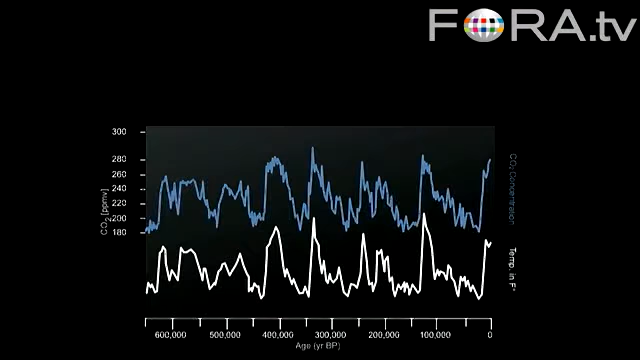 FORA.tv
300
280
260
240
220
200
180
CO2 [ppmv]
CO2 Concentration
Temp. in F°
600,000 500,000 400,000 300,000 200,000 100,000 0
Age (yr BP)